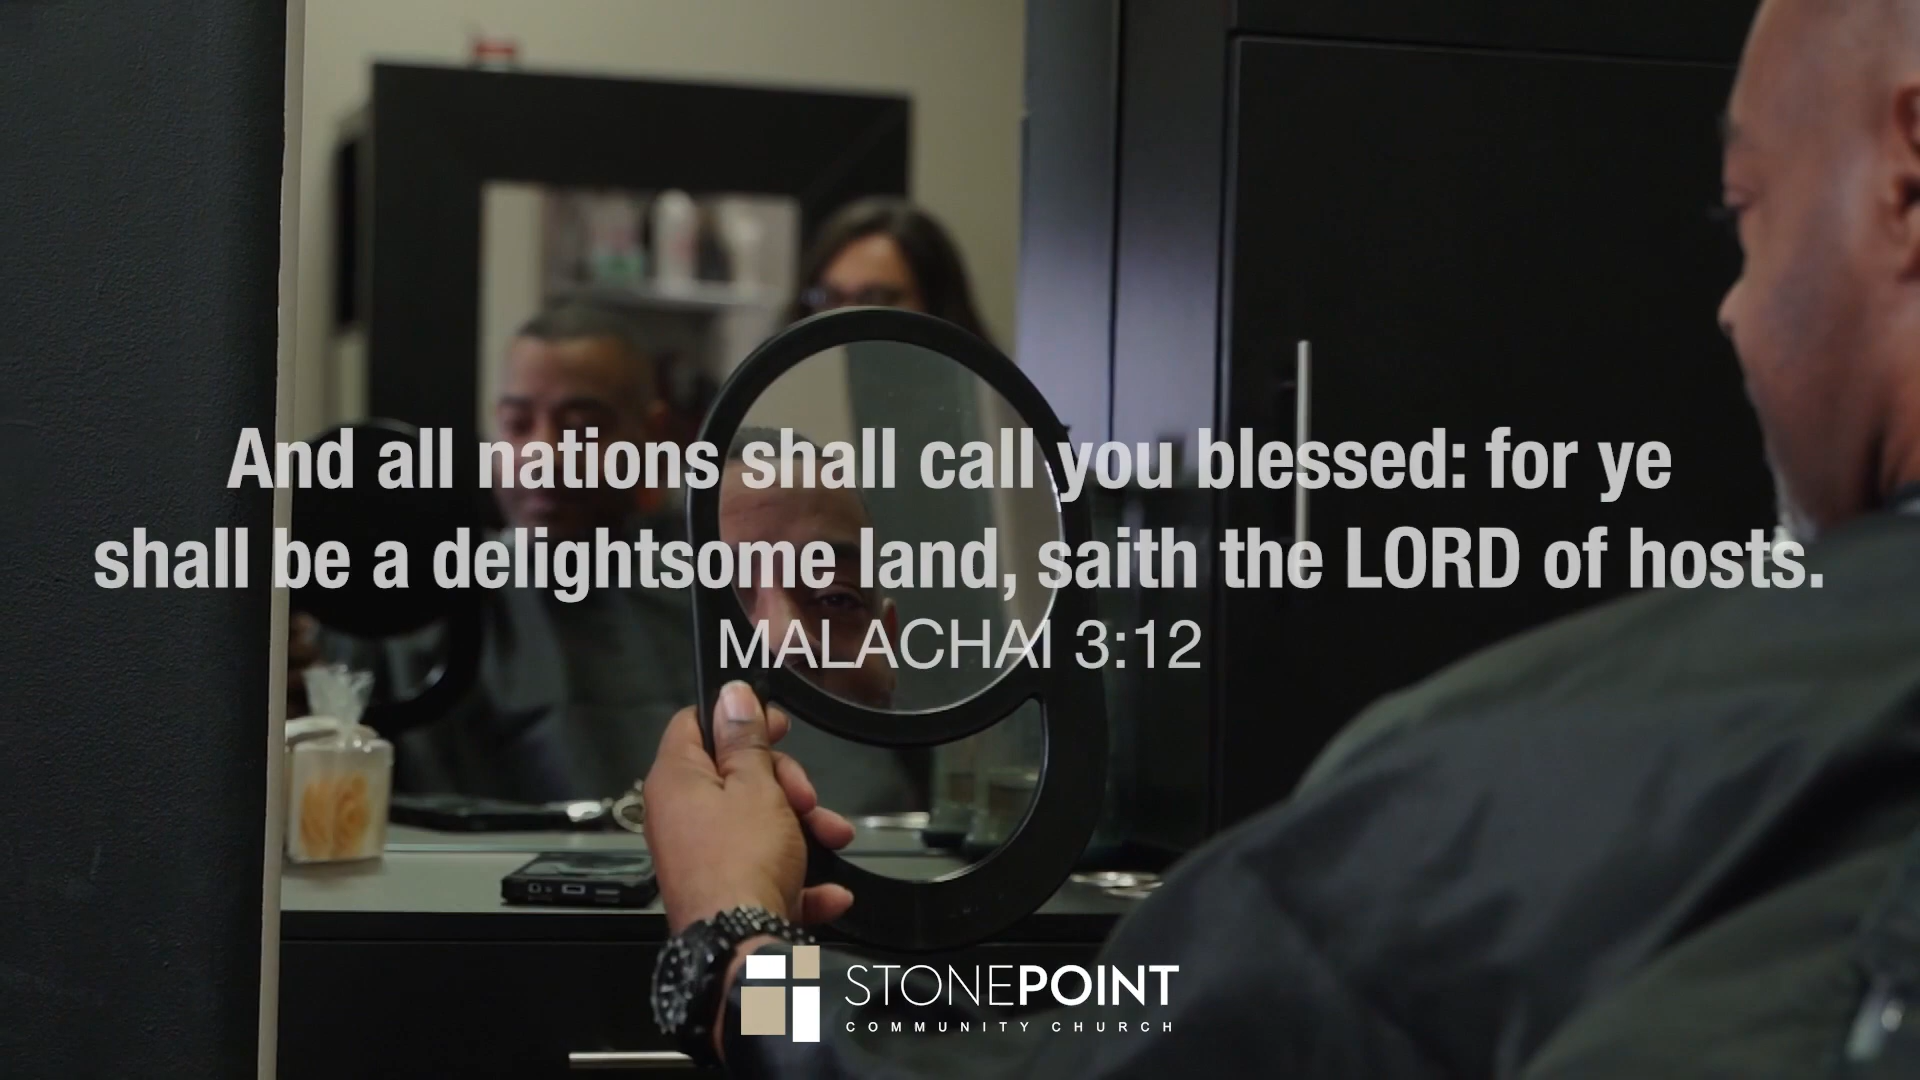 And all nations shall call you blessed: for ye
shall be a delightsome land, saith the LORD of hosts.
MALACHAI 3:12
STONEPOINT
COMMUNITY CHURCH